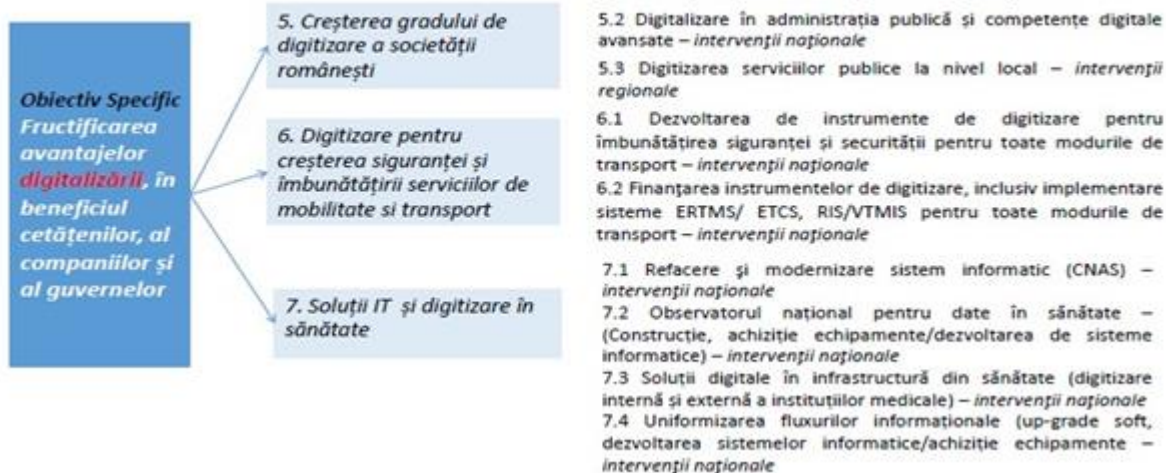 Obiectiv Specific
Fructificarea
avantajelor
digitalizării, în
beneficiul
cetățenilor, al
companiilor și
al guvernelor
5. Creșterea gradului de
digitizare a societății
românești
6. Digitizare pentru
creșterea siguranței și
îmbunătățirii serviciilor de
mobilitate si transport
7. Soluții IT și digitizare în
sănătate
5.2 Digitalizare în administrația publică și competențe digitale
avansate – intervenții naționale
5.3 Digitizarea serviciilor publice la nivel local – intervenții
regionale
6.1 Dezvoltarea de instrumente de digitizare pentru
îmbunătățirea siguranței și securității pentru toate modurile de
transport – intervenții naționale
6.2 Finanţarea instrumentelor de digitizare, inclusiv implementare
sisteme ERTMS/ ETCS, RIS/VTMIS pentru toate modurile de
transport – intervenții naționale
7.1 Refacere şi modernizare sistem informatic (CNAS) –
intervenții naționale
7.2 Observatorul național pentru date în sănătate –
(Construcție, achiziție echipamente/dezvoltarea de sisteme
informatice) – intervenții naționale
7.3 Soluții digitale în infrastructură din sănătate (digitizare
internă și externă a instituțiilor medicale) – intervenții naționale
7.4 Uniformizarea fluxurilor informaționale (up-grade soft,
dezvoltarea sistemelor informatice/achiziție echipamente –
intervenții naționale